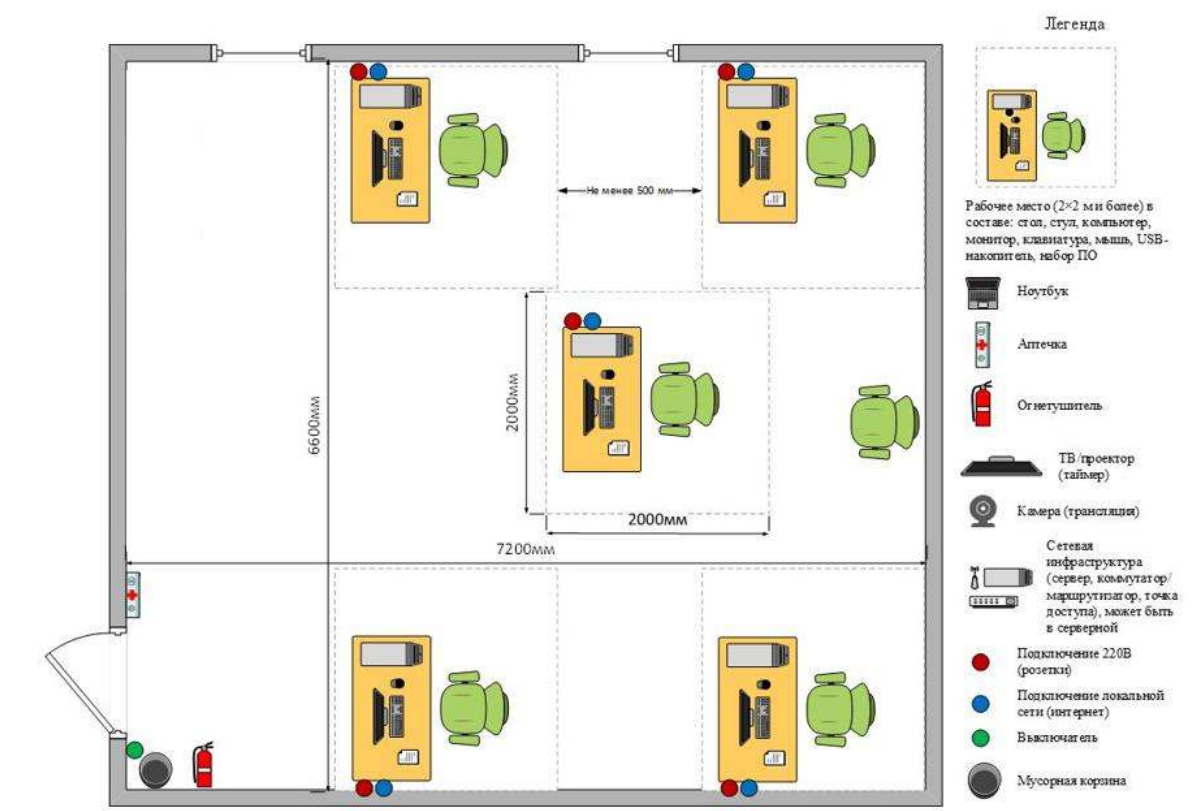 Легенда
Не менее 500 мм
6600мм
2000мм
2000мм
7200мм
Рабочее место (2×2 м и более) в
составе: стол, стул, компьютер,
монитор, клавиатура, мышь, USB-
накопитель, набор ПО
Ноутбук
Аптечка
Огнетушитель
ТВ/проектор
(таймер)
Камера (трансляция)
Сетевая
инфраструктура
(сервер, коммутатор/
маршрутизатор, точка
доступа), может быть
в серверной
Подключение 220В
(розетки)
Подключение локальной
сети (интернет)
Выключатель
Мусорная корзина